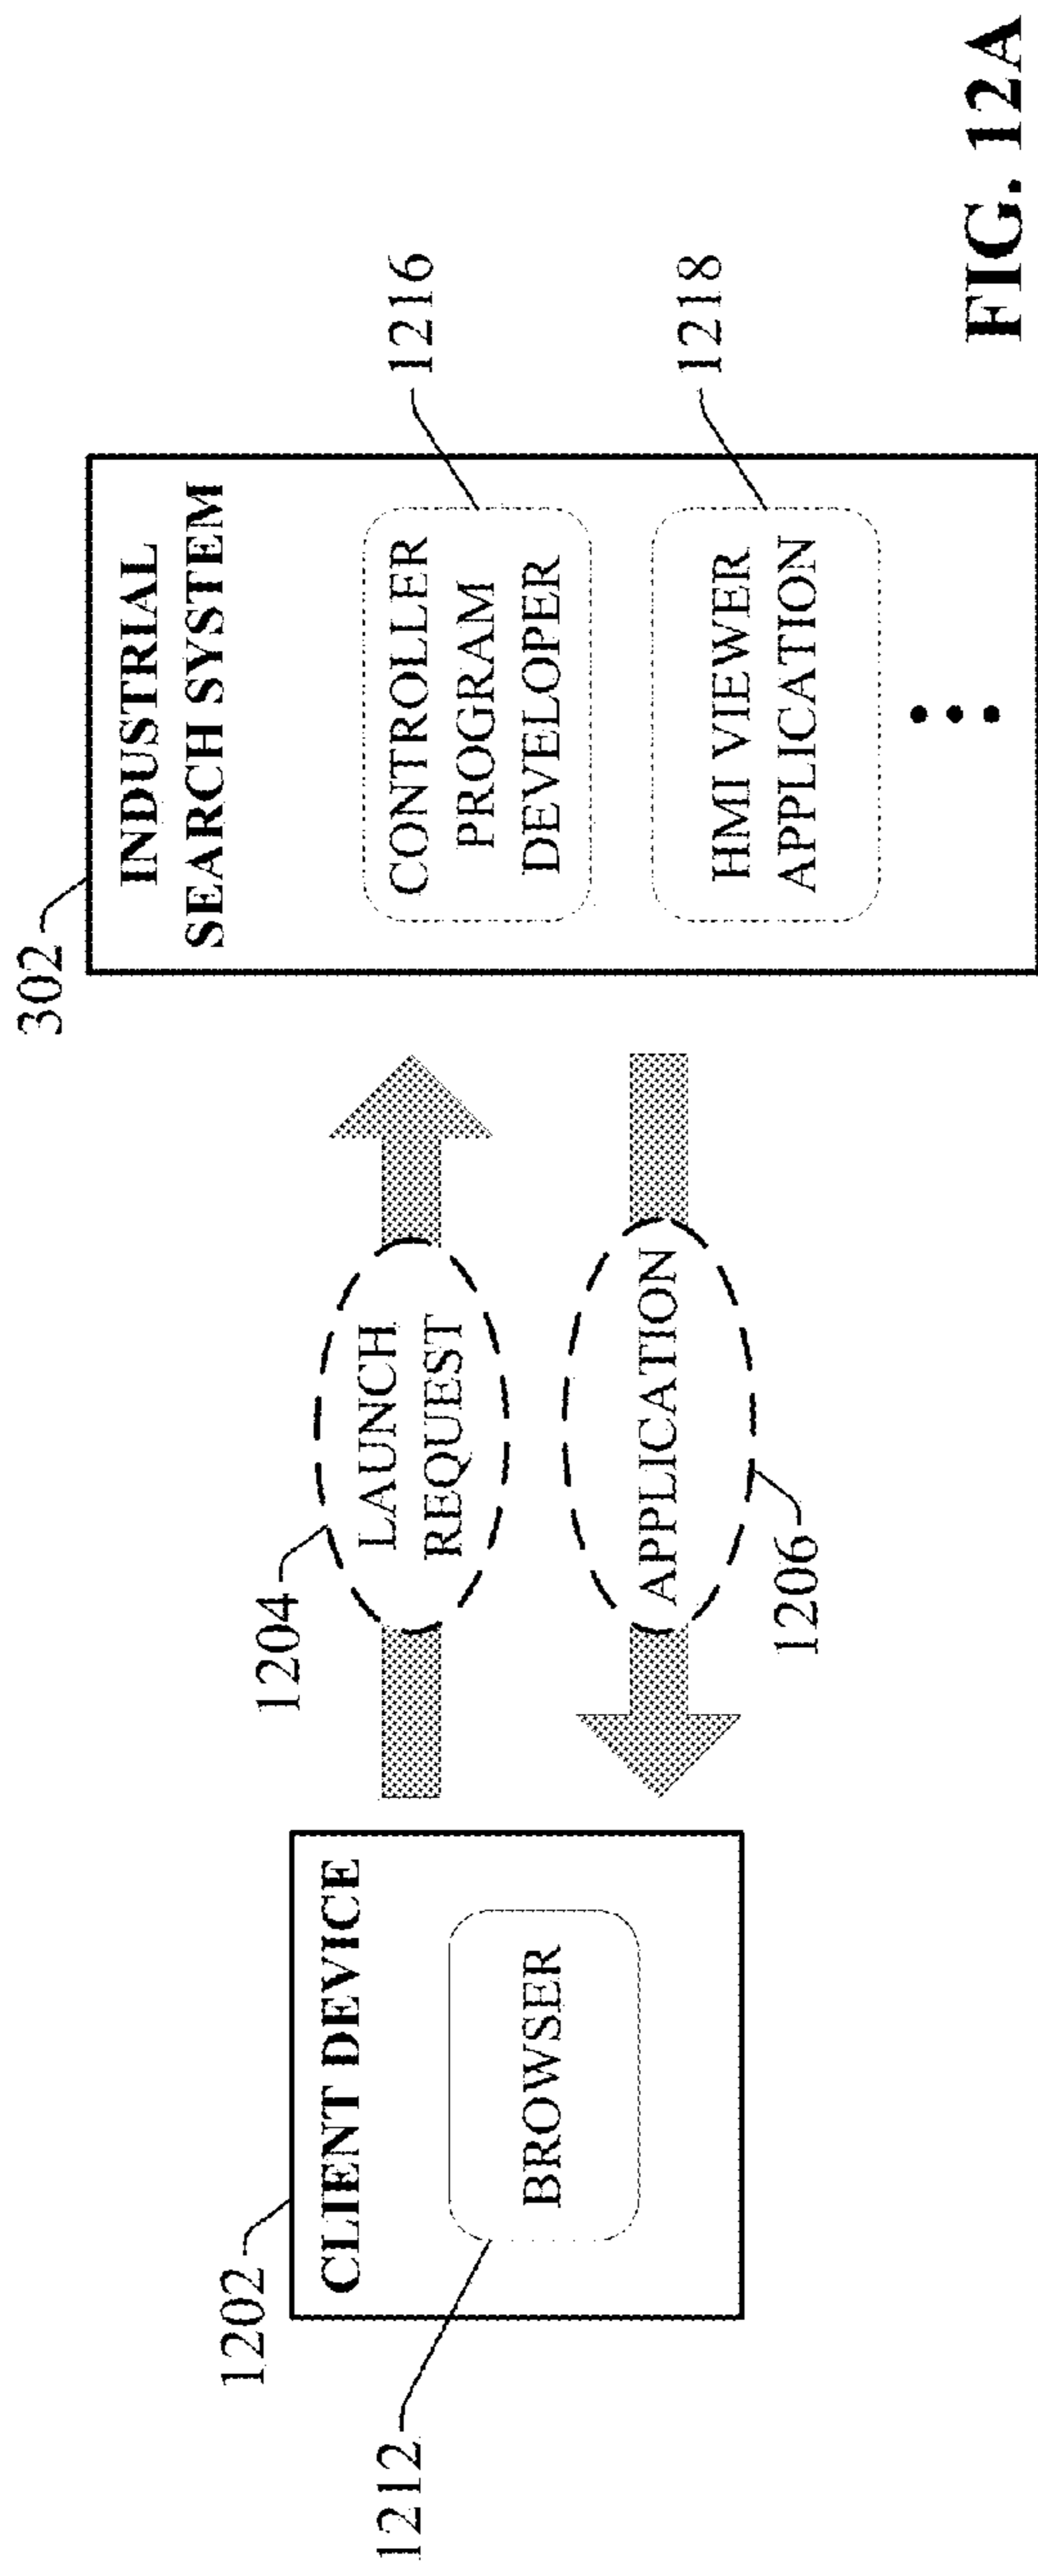 302
INDUSTRIAL
SEARCH SYSTEM
1202
CLIENT DEVICE
1212
BROWSER
1204
LAUNCH
REQUEST
APPLICATION
1206
CONTROLLER
PROGRAM
DEVELOPER
1216
HMI VIEWER
APPLICATION
1218
FIG. 12A